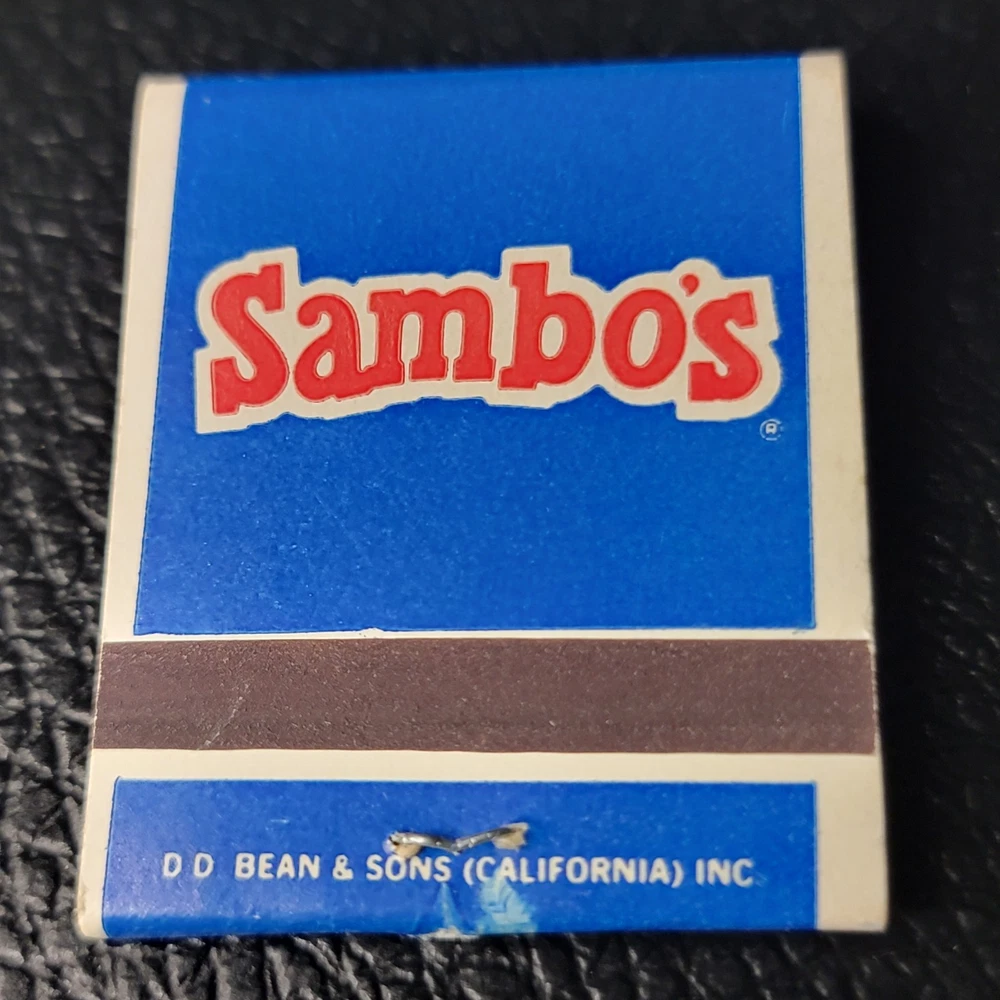 Sambo's
®
D D BEAN & SONS (CALIFORNIA) INC